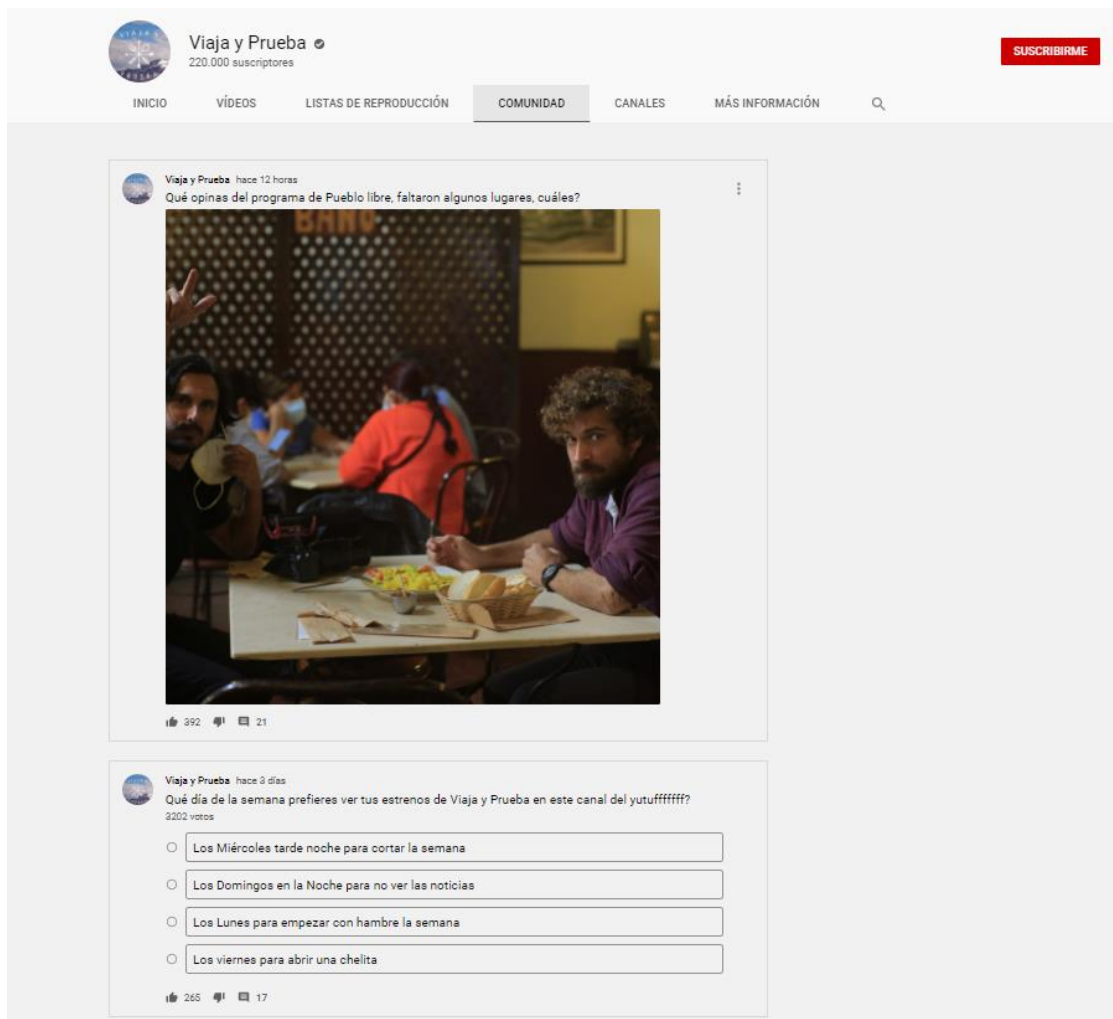 Viaja y Prueba
220.000 suscriptores
SUSCRIBIRME
INICIO VÍDEOS LISTAS DE REPRODUCCIÓN COMUNIDAD CANALES MÁS INFORMACIÓN
Viaja y Prueba hace 12 horas
Qué opinas del programa de Pueblo libre, faltaron algunos lugares, cuáles?
BANO
392 21
Viaja y Prueba hace 3 días
Qué día de la semana prefieres ver tus estrenos de Viaja y Prueba en este canal del yutufffffff?
3202 votos
Los Miércoles tarde noche para cortar la semana
Los Domingos en la Noche para no ver las noticias
Los Lunes para empezar con hambre la semana
Los viernes para abrir una chelita
265 17